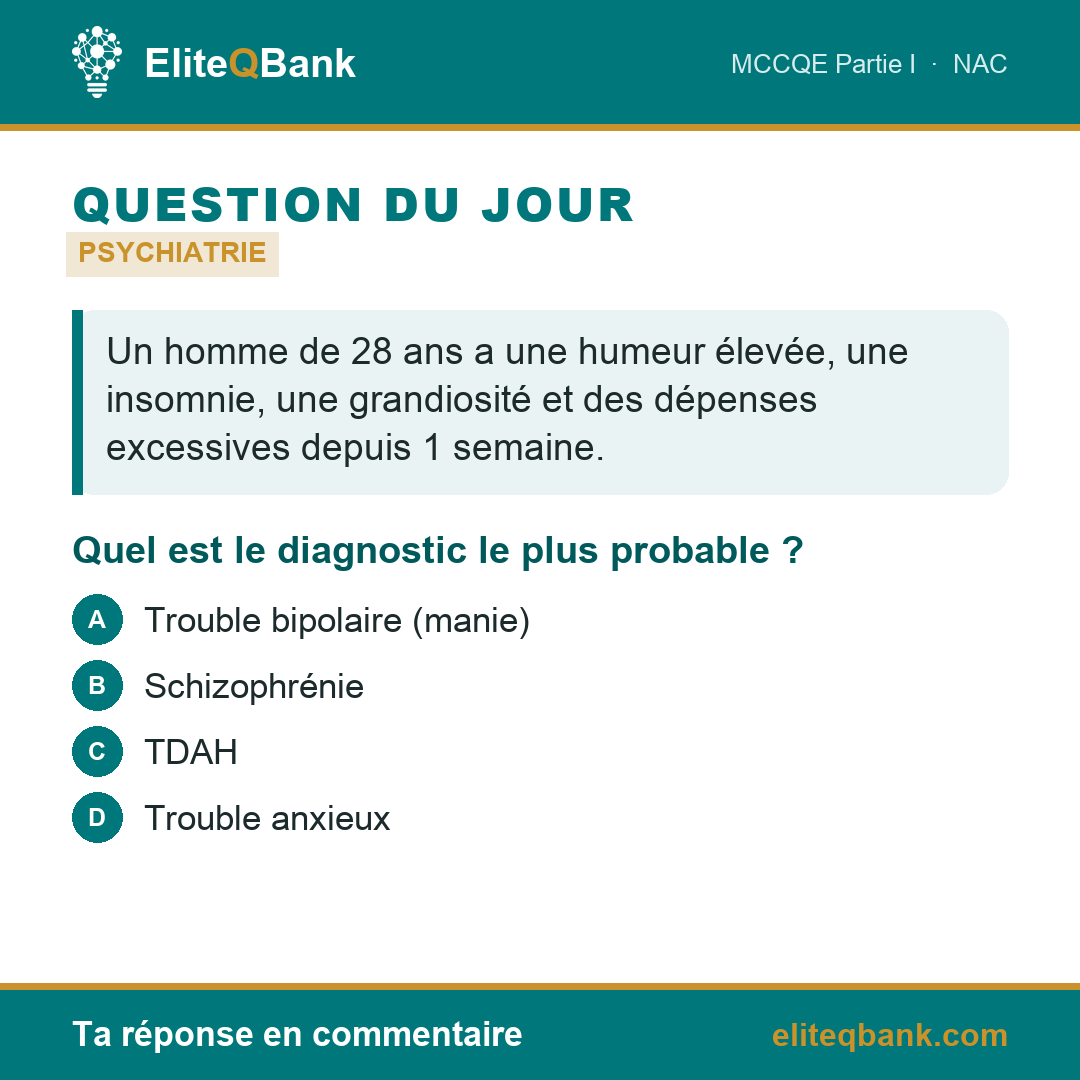 EliteQBank
MCCQE Partie I · NAC
QUESTION DU JOUR
PSYCHIATRIE
Un homme de 28 ans a une humeur élevée, une
insomnie, une grandiosité et des dépenses
excessives depuis 1 semaine.
Quel est le diagnostic le plus probable ?
A Trouble bipolaire (manie)
B Schizophrénie
C TDAH
D Trouble anxieux
Ta réponse en commentaire
eliteqbank.com